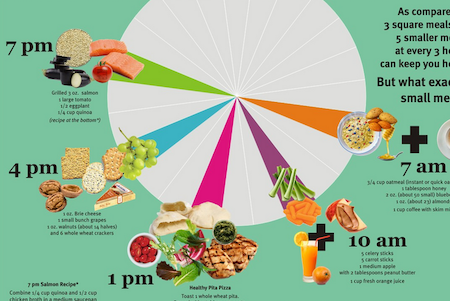 As compare
3 square meals
5 smaller m
at every 3 ho
can keep you he
But what exac
small me
7 pm
Grilled 3 oz. salmon
1 large tomato
1/2 eggplant
1/4 cup quinoa
(recipe at the bottom*)
7 am
3/4 cup oatmeal (instant or quick oa
1 tablespoon honey
2 oz. (about 50 small) blueb
1 oz. (about 23) almond
1 cup coffee with skim m
4 pm
1 oz. Brie cheese
1 small bunch grapes
1 oz. walnuts (about 14 halves)
and 6 whole wheat crackers
10 am
5 celery sticks
5 carrot sticks
1 medium apple
with 2 tablespoons peanut butter
1 cup fresh orange juice
1 pm
Healthy Pita Pizza
Toast 1 whole wheat pita.
7 pm Salmon Recipe*
Combine 1/4 cup quinoa and 1/2 cup
chicken broth in a medium saucepan